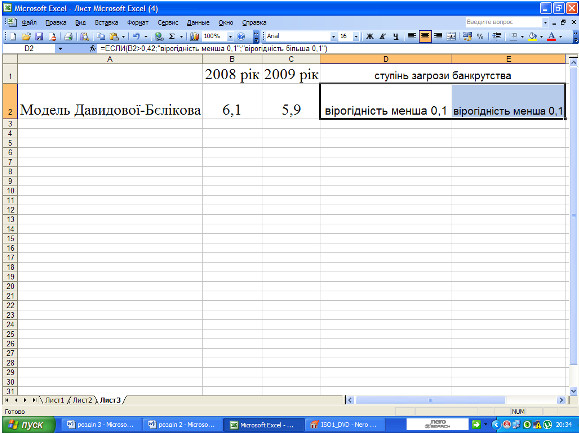 Microsoft Excel - Лист Microsoft Excel (4)
Файл Правка Вид Вставка Формат Сервис Данные Окно Справка Введите вопрос
100% Arial 16 Ж К Ч
D2 fx =ЕСЛИ(B2>0,42;"вірогідність менша 0,1";"вірогідність більша 0,1")
A B C D E
1 2008 рік 2009 рік ступінь загрози банкрутства
2 Модель Давидової-Бєлікова 6,1 5,9 вірогідність менша 0,1 вірогідність менша 0,1
3
4
5
6
7
8
9
10
11
12
13
14
15
16
17
18
19
20
21
22
23
24
25
26
27
28
29
30
31
Лист1 Лист2 Лист3
Готово NUM
пуск розділ 3 - Microso... розділ 2 - Microso... Microsoft Excel - ... ISO1_DVD - Nero ... nero 20:34